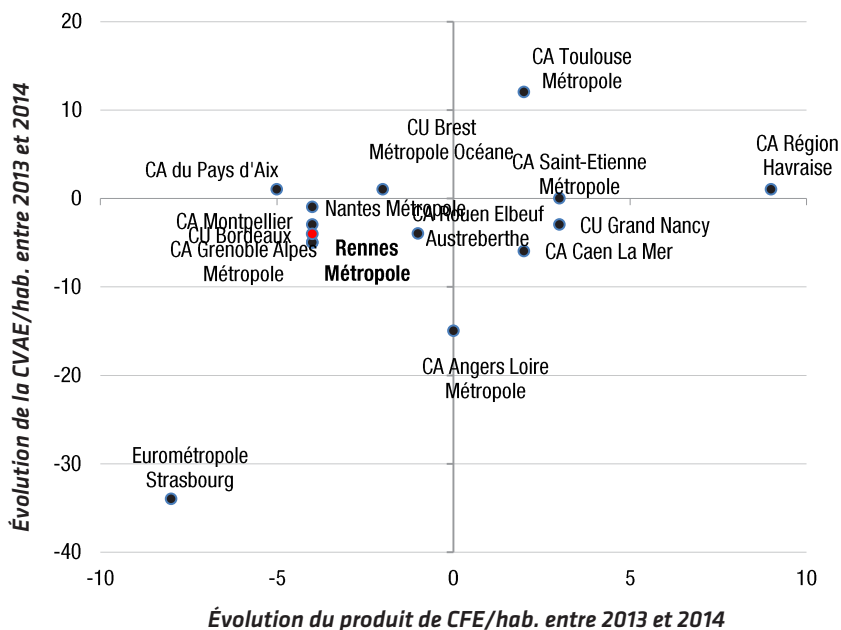 20
CA Toulouse
Métropole
10
CU Brest
Métropole Océane
CA Saint-Etienne
Métropole
CA Région
Havraise
CA du Pays d'Aix
0
Nantes Métropole
CA Rouen Elbeuf
Austreberthe
CA Montpellier
CU Bordeaux
CA Grenoble Alpes
Métropole
Rennes
Métropole
CU Grand Nancy
CA Caen La Mer
-10
CA Angers Loire
Métropole
-20
Eurométropole
Strasbourg
-30
-40
-10
-5
0
5
10
Évolution de la CVAE/hab. entre 2013 et 2014
Évolution du produit de CFE/hab. entre 2013 et 2014